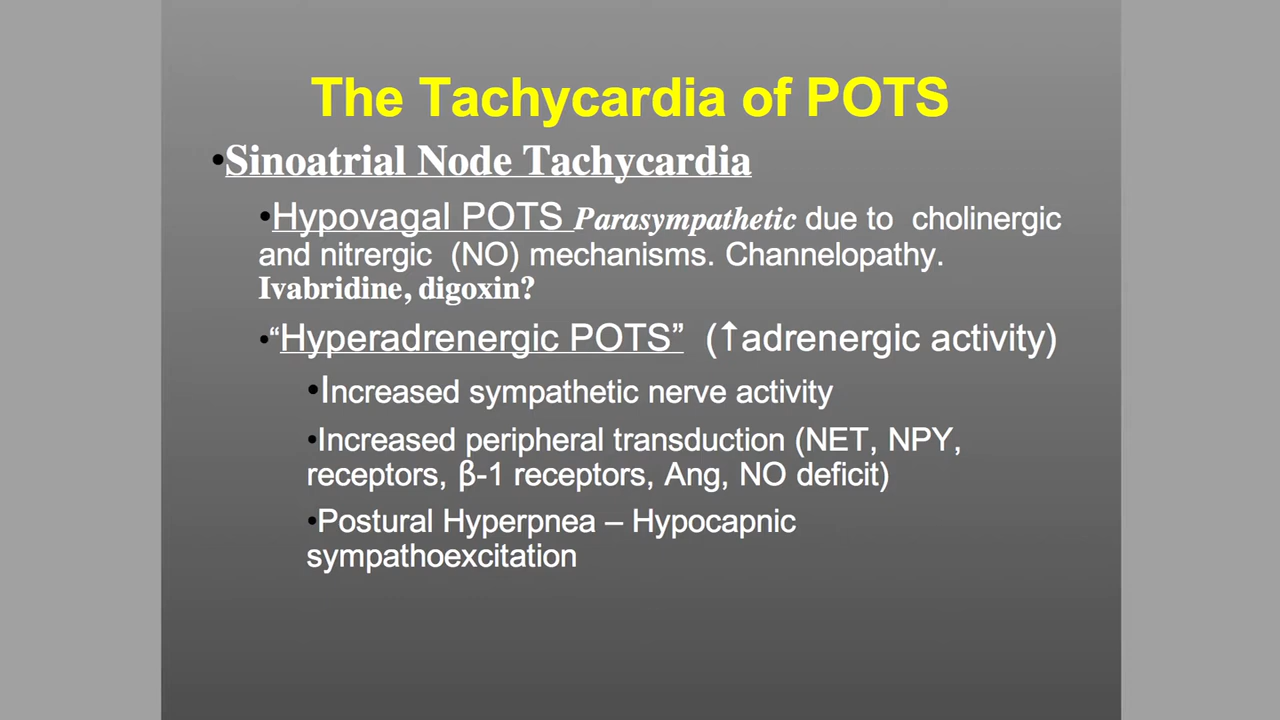 The Tachycardia of POTS
•Sinoatrial Node Tachycardia
•Hypovagal POTS Parasympathetic due to cholinergic
and nitrergic (NO) mechanisms. Channelopathy.
Ivabridine, digoxin?
•“Hyperadrenergic POTS” (↑adrenergic activity)
•Increased sympathetic nerve activity
•Increased peripheral transduction (NET, NPY,
receptors, β-1 receptors, Ang, NO deficit)
•Postural Hyperpnea – Hypocapnic
sympathoexcitation